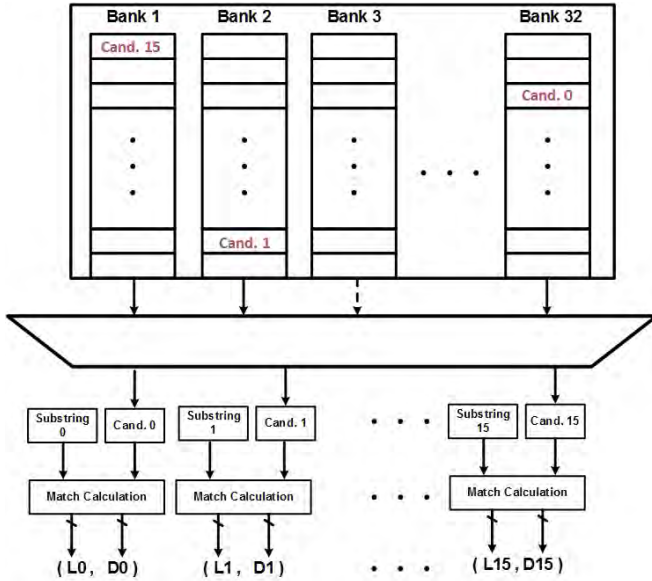 Bank 1 Bank 2 Bank 3 Bank 32
Cand. 15
Cand. 0
Cand. 1
Substring
0
Cand. 0
Substring
1
Cand. 1
Substring
15
Cand. 15
Match Calculation
Match Calculation
Match Calculation
( L0 , D0 )
( L1 , D1 )
( L15 , D15 )